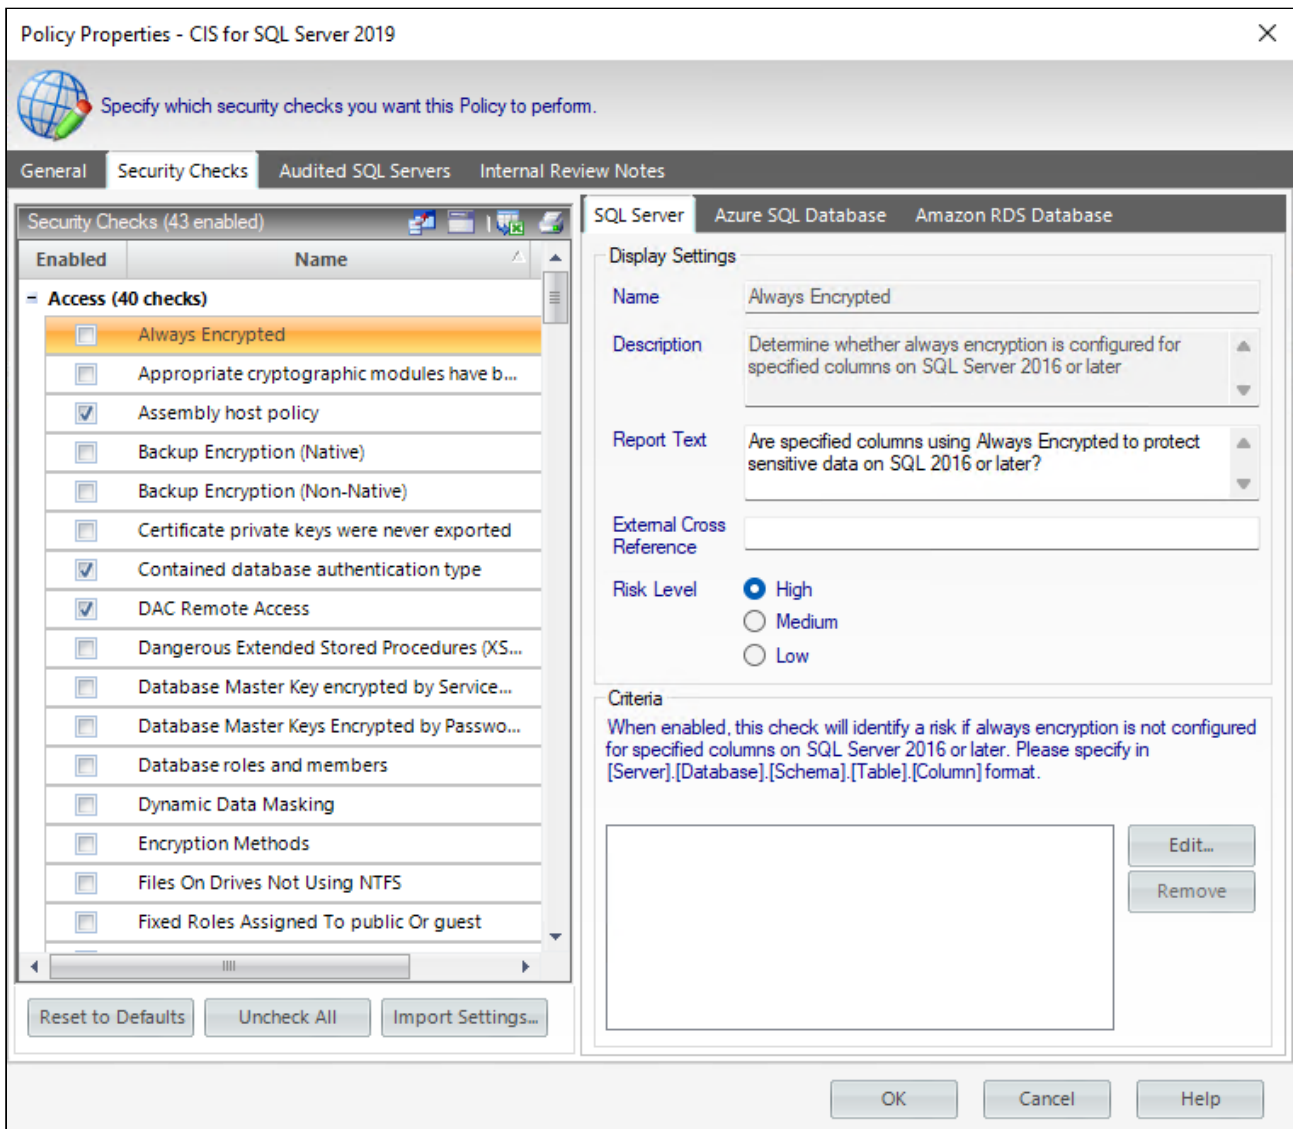 Policy Properties - CIS for SQL Server 2019
Specify which security checks you want this Policy to perform.
General Security Checks Audited SQL Servers Internal Review Notes
Security Checks (43 enabled)
Enabled Name
Access (40 checks)
Always Encrypted
Appropriate cryptographic modules have b...
Assembly host policy
Backup Encryption (Native)
Backup Encryption (Non-Native)
Certificate private keys were never exported
Contained database authentication type
DAC Remote Access
Dangerous Extended Stored Procedures (XS...
Database Master Key encrypted by Service...
Database Master Keys Encrypted by Passwo...
Database roles and members
Dynamic Data Masking
Encryption Methods
Files On Drives Not Using NTFS
Fixed Roles Assigned To public Or guest
Reset to Defaults Uncheck All Import Settings...
SQL Server Azure SQL Database Amazon RDS Database
Display Settings
Name Always Encrypted
Description Determine whether always encryption is configured for
specified columns on SQL Server 2016 or later
Report Text Are specified columns using Always Encrypted to protect
sensitive data on SQL 2016 or later?
External Cross
Reference
Risk Level High
Medium
Low
Criteria
When enabled, this check will identify a risk if always encryption is not configured
for specified columns on SQL Server 2016 or later. Please specify in
[Server].[Database].[Schema].[Table].[Column] format.
Edit...
Remove
OK Cancel Help